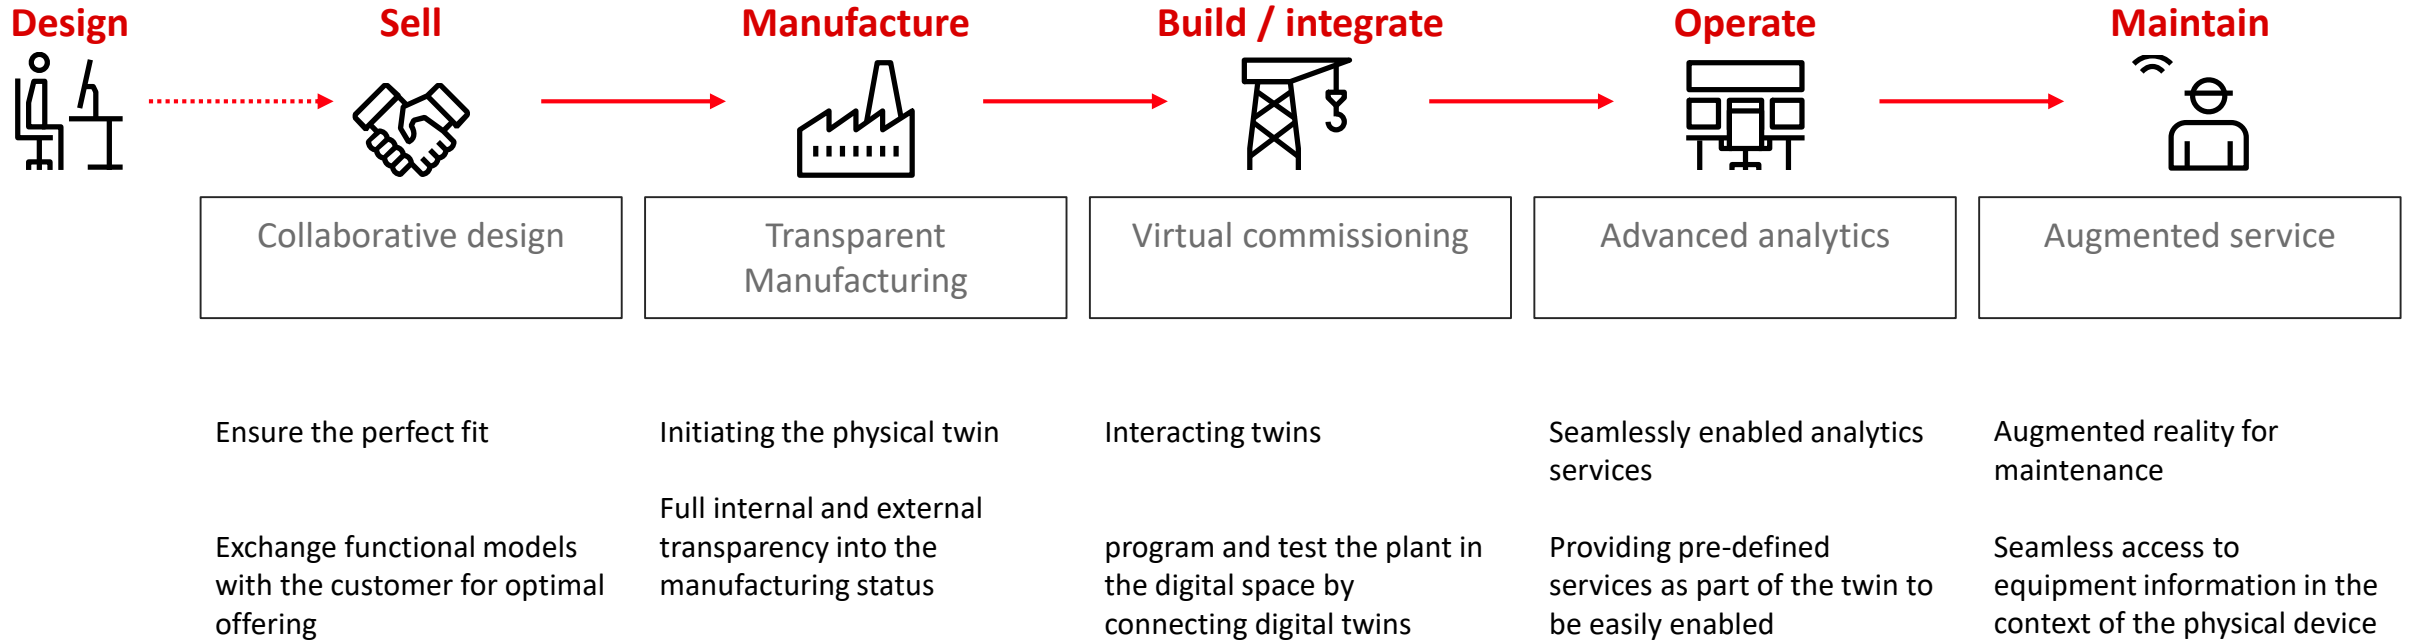 Design
Sell
Manufacture
Build / integrate
Operate
Maintain
Collaborative design
Transparent
Manufacturing
Virtual commissioning
Advanced analytics
Augmented service
Ensure the perfect fit
Exchange functional models
with the customer for optimal
offering
Initiating the physical twin
Full internal and external
transparency into the
manufacturing status
Interacting twins
program and test the plant in
the digital space by
connecting digital twins
Seamlessly enabled analytics
services
Providing pre-defined
services as part of the twin to
be easily enabled
Augmented reality for
maintenance
Seamless access to
equipment information in the
context of the physical device